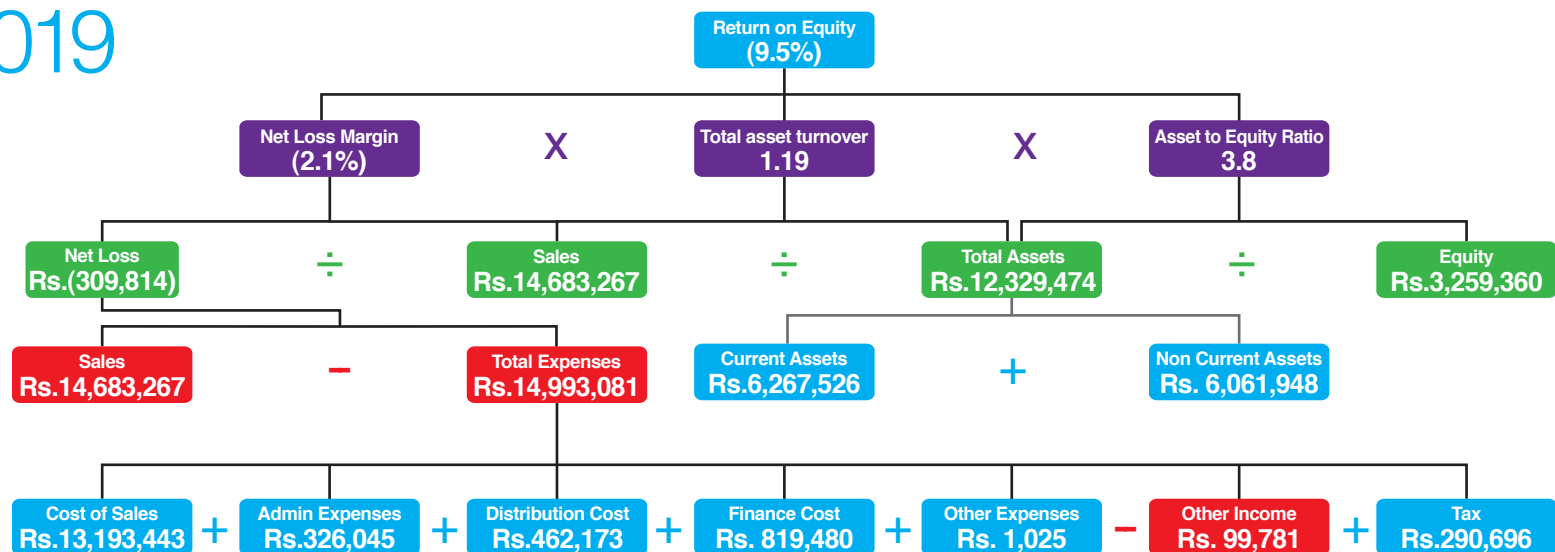 019
Return on Equity
(9.5%)
Net Loss Margin
(2.1%)
X
Total asset turnover
1.19
X
Asset to Equity Ratio
3.8
Net Loss
Rs.(309,814)
÷
Sales
Rs.14,683,267
÷
Total Assets
Rs.12,329,474
÷
Equity
Rs.3,259,360
Sales
Rs.14,683,267
–
Total Expenses
Rs.14,993,081
Current Assets
Rs.6,267,526
+
Non Current Assets
Rs. 6,061,948
Cost of Sales
Rs.13,193,443
+
Admin Expenses
Rs.326,045
+
Distribution Cost
Rs.462,173
+
Finance Cost
Rs. 819,480
+
Other Expenses
Rs. 1,025
–
Other Income
Rs. 99,781
+
Tax
Rs.290,696